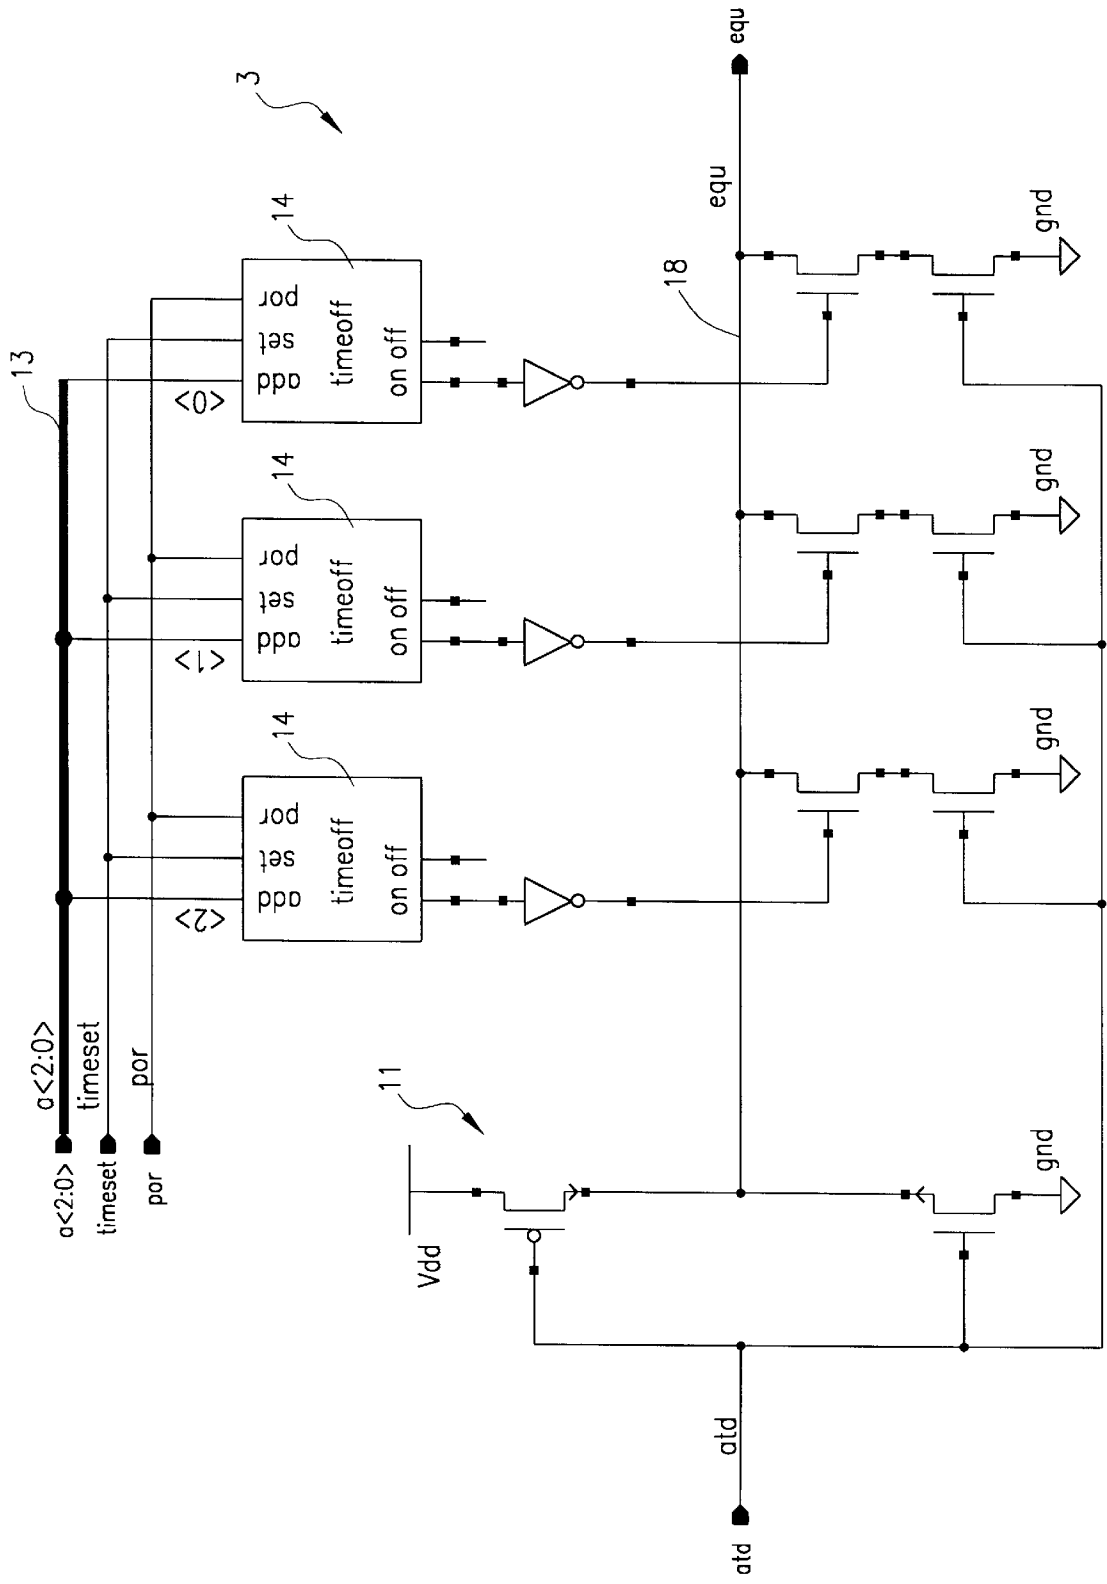 3
13
a<2:0>
a<2:0>
timeset
timeset
por
por
<2>
add
set
por
timeoff
on off
14
<1>
add
set
por
timeoff
on off
14
<0>
add
set
por
timeoff
on off
14
11
Vdd
gnd
gnd
gnd
gnd
18
equ
equ
atd
atd